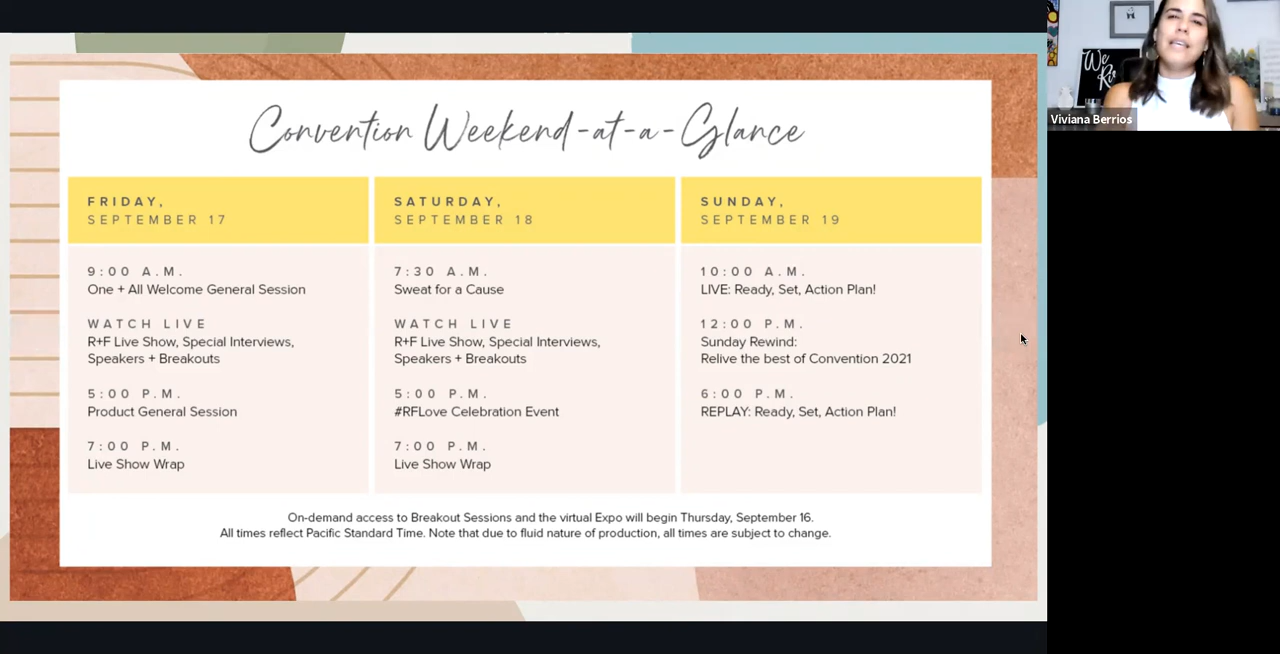 Convention Weekend-at-a-Glance
FRIDAY,
SEPTEMBER 17
9:00 A.M.
One + All Welcome General Session
WATCH LIVE
R+F Live Show, Special Interviews,
Speakers + Breakouts
5:00 P.M.
Product General Session
7:00 P.M.
Live Show Wrap
SATURDAY,
SEPTEMBER 18
7:30 A.M.
Sweat for a Cause
WATCH LIVE
R+F Live Show, Special Interviews,
Speakers + Breakouts
5:00 P.M.
#RFLove Celebration Event
7:00 P.M.
Live Show Wrap
SUNDAY,
SEPTEMBER 19
10:00 A.M.
LIVE: Ready, Set, Action Plan!
12:00 P.M.
Sunday Rewind:
Relive the best of Convention 2021
6:00 P.M.
REPLAY: Ready, Set, Action Plan!
On-demand access to Breakout Sessions and the virtual Expo will begin Thursday, September 16.
All times reflect Pacific Standard Time. Note that due to fluid nature of production, all times are subject to change.
We
Viviana Berrios